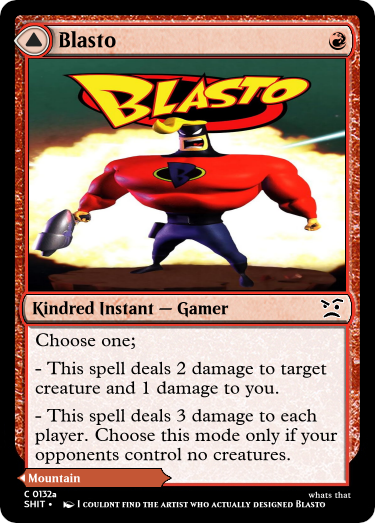 Blasto
BLASTO
B
Kindred Instant — Gamer
Choose one;
- This spell deals 2 damage to target
creature and 1 damage to you.
- This spell deals 3 damage to each
player. Choose this mode only if your
opponents control no creatures.
Mountain
C 0132a
whats that
SHIT • I COULDNT FIND THE ARTIST WHO ACTUALLY DESIGNED BLASTO